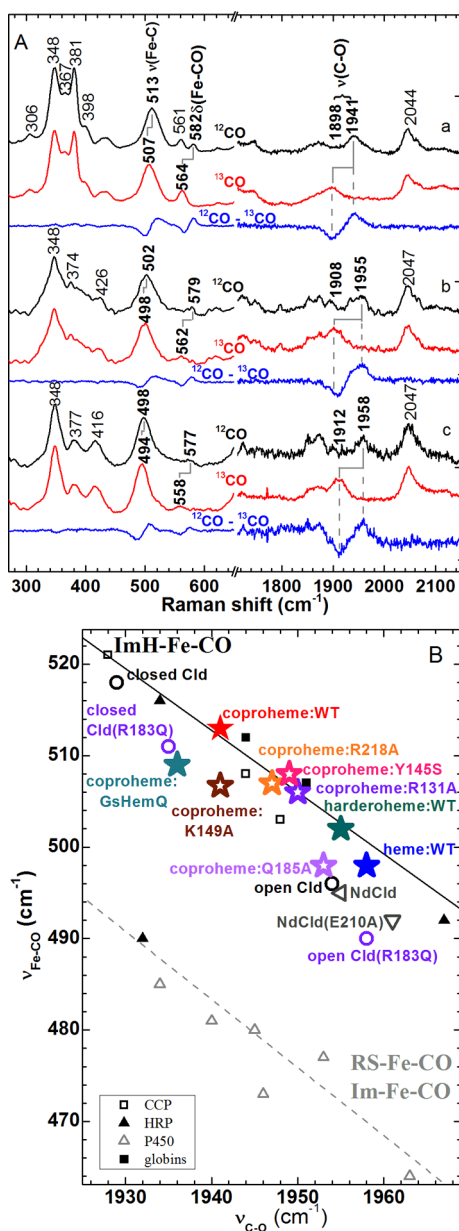 A
306
348
367
381
398
513 ν(Fe-C)
507
561
582 δ(Fe-CO)
564
1898
1941
} ν(C-O)
2044
a
¹²CO
¹³CO
¹²CO - ¹³CO
348
374
426
502
498
579
562
1908
1955
2047
b
¹²CO
¹³CO
¹²CO - ¹³CO
348
377
416
498
494
577
558
1912
1958
2047
c
¹²CO
¹³CO
¹²CO - ¹³CO
300 400 500 600 1800 1900 2000 2100
Raman shift (cm⁻¹)
B
ImH-Fe-CO
closed Cld
coproheme:WT
closed
Cld(R183Q)
coproheme:R218A
coproheme:Y145S
coproheme:
GsHemQ
coproheme:R131A
coproheme:
K149A
harderoheme:WT
coproheme:Q185A
heme:WT
open Cld
NdCld
NdCld(E210A)
open Cld(R183Q)
RS-Fe-CO
Im-Fe-CO
CCP
HRP
P450
globins
520
510
500
490
480
470
νFe-CO (cm⁻¹)
1930 1940 1950 1960
νC-O